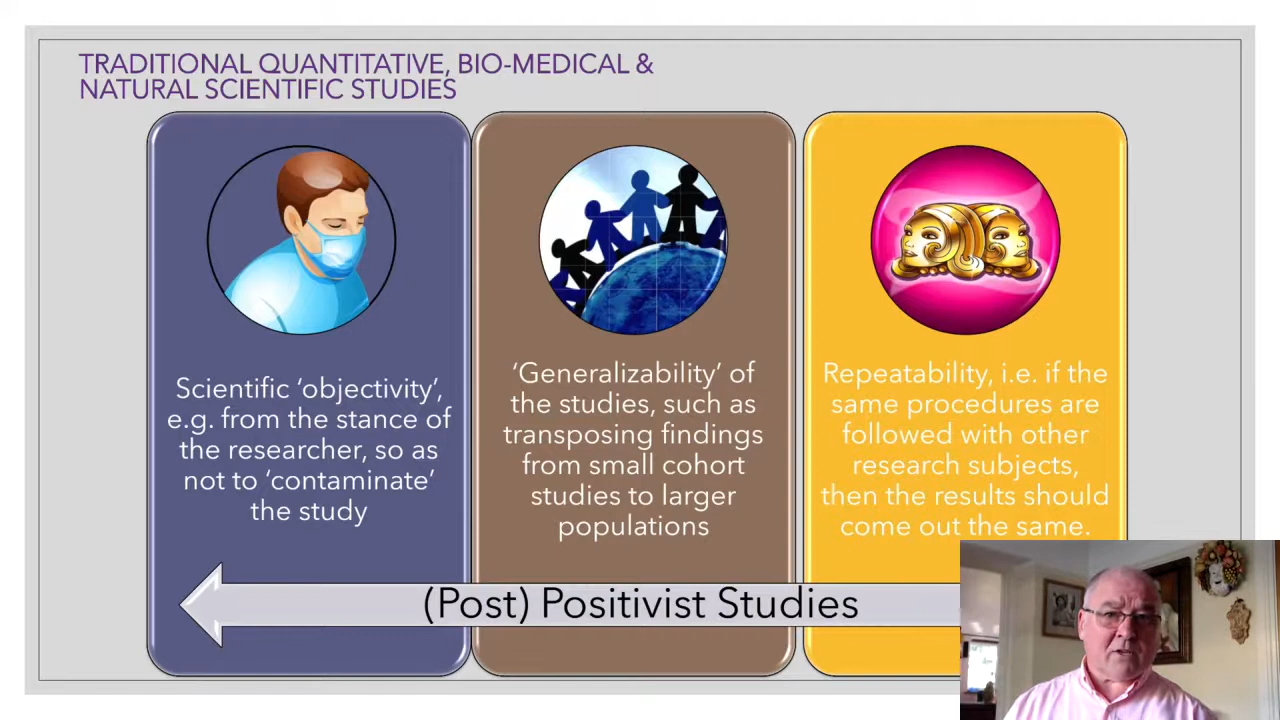 TRADITIONAL QUANTITATIVE, BIO-MEDICAL &
NATURAL SCIENTIFIC STUDIES
Scientific ‘objectivity’,
e.g. from the stance of
the researcher, so as
not to ‘contaminate’
the study
‘Generalizability’ of
the studies, such as
transposing findings
from small cohort
studies to larger
populations
Repeatability, i.e. if the
same procedures are
followed with other
research subjects,
then the results should
come out the same.
(Post) Positivist Studies